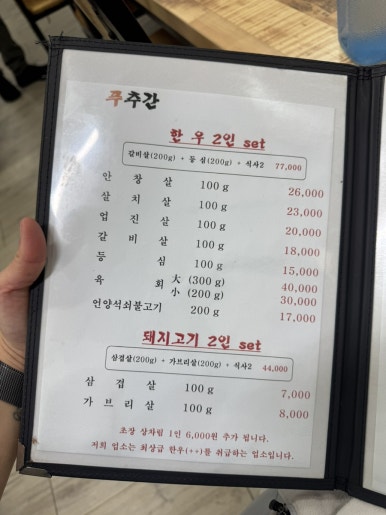 푸추간
한 우 2인 set
갈비살(200g) + 등 심(200g) + 식사2 77,000
안 창 살 100 g 26,000
살 치 살 100 g 23,000
업 진 살 100 g 20,000
갈 비 살 100 g 18,000
등 심 100 g 15,000
육 회 大 (300 g) 40,000
小 (200 g) 30,000
언양석쇠불고기 200 g 17,000
돼지고기 2인 set
삼겹살(200g) + 가브리살(200g) + 식사2 44,000
삼 겹 살 100 g 7,000
가 브 리 살 100 g 8,000
초장 상차림 1인 6,000원 추가 됩니다.
저희 업소는 최상급 한우(++)를 취급하는 업소입니다.